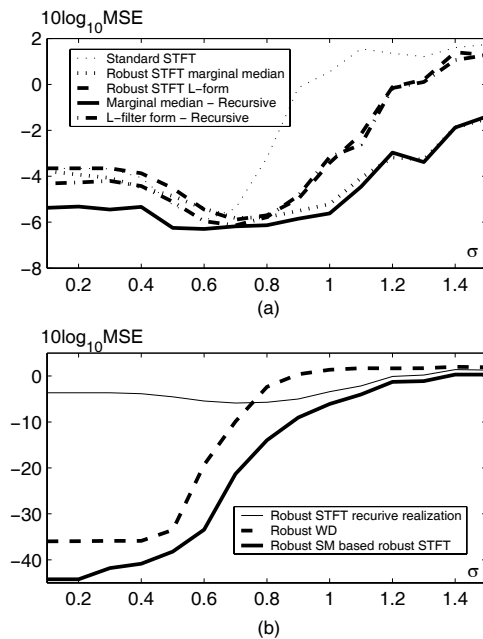 10log10MSE
2
0
−2
−4
−6
−8
Standard STFT
Robust STFT marginal median
Robust STFT L−form
Marginal median − Recursive
L−filter form − Recursive
σ
0.2 0.4 0.6 0.8 1 1.2 1.4
(a)
10log10MSE
0
−10
−20
−30
−40
Robust STFT recurive realization
Robust WD
Robust SM based robust STFT
σ
0.2 0.4 0.6 0.8 1 1.2 1.4
(b)